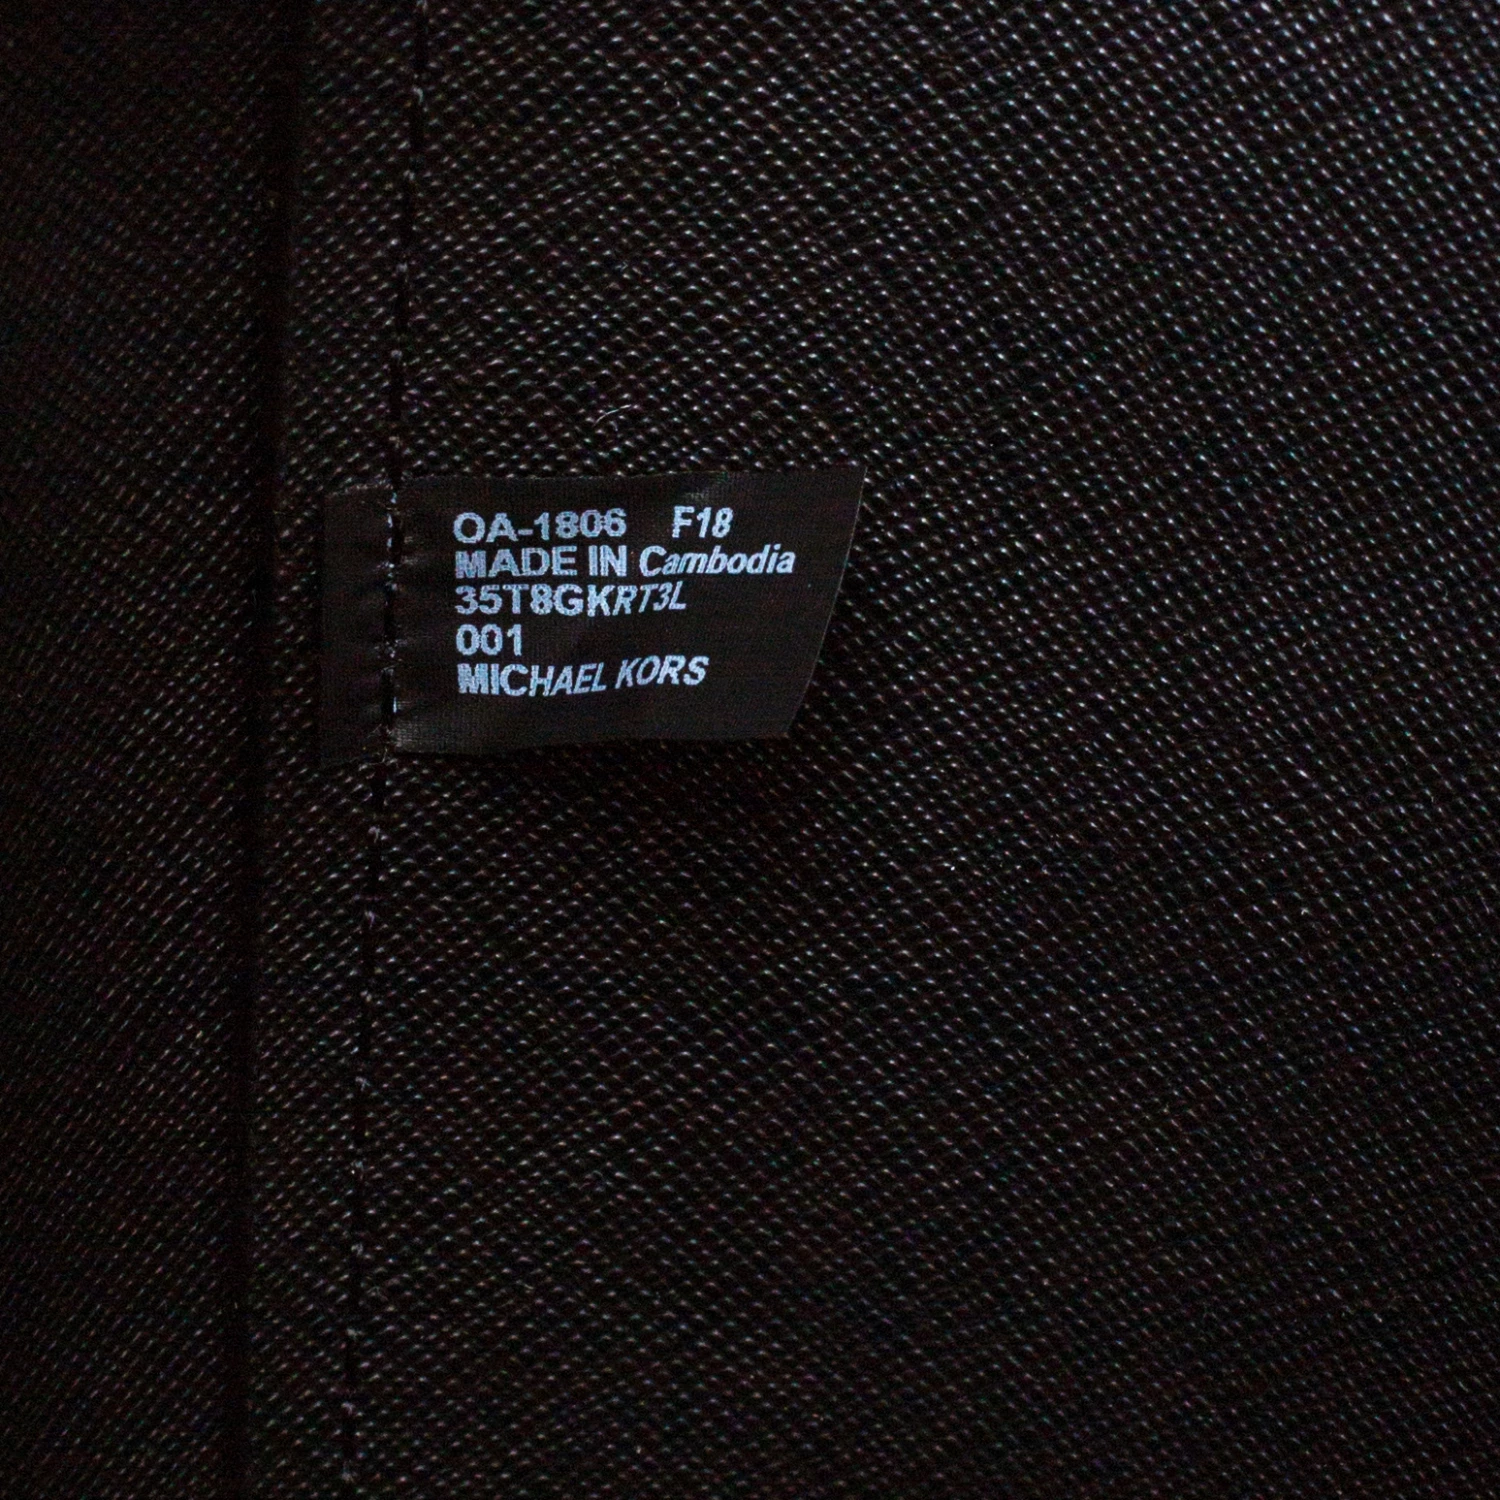 OA-1806 F18
MADE IN Cambodia
35T8GKRT3L
001
MICHAEL KORS